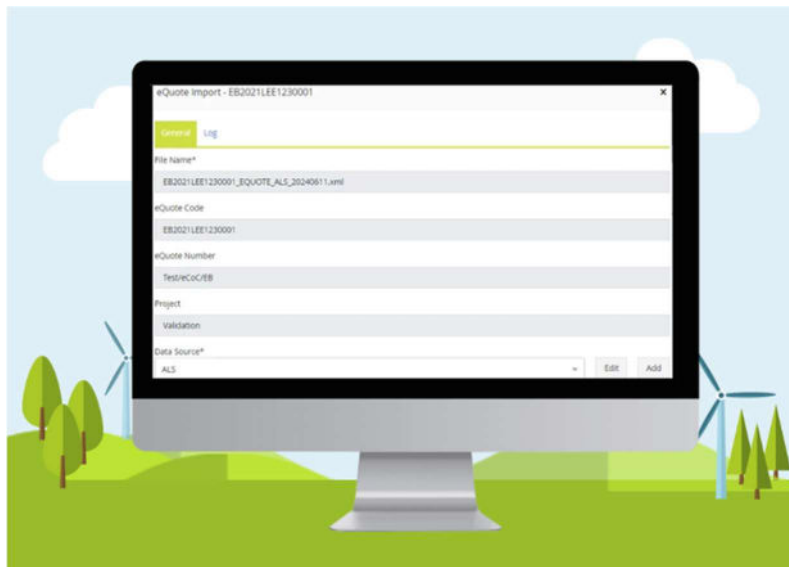 eQuote Import - EB2021LEE1230001 ×
General Log
File Name*
EB2021LEE1230001_EQUOTE_ALS_20240611.xml
eQuote Code
EB2021LEE1230001
eQuote Number
Test/eCoC/EB
Project
Validation
Data Source*
ALS Edit Add